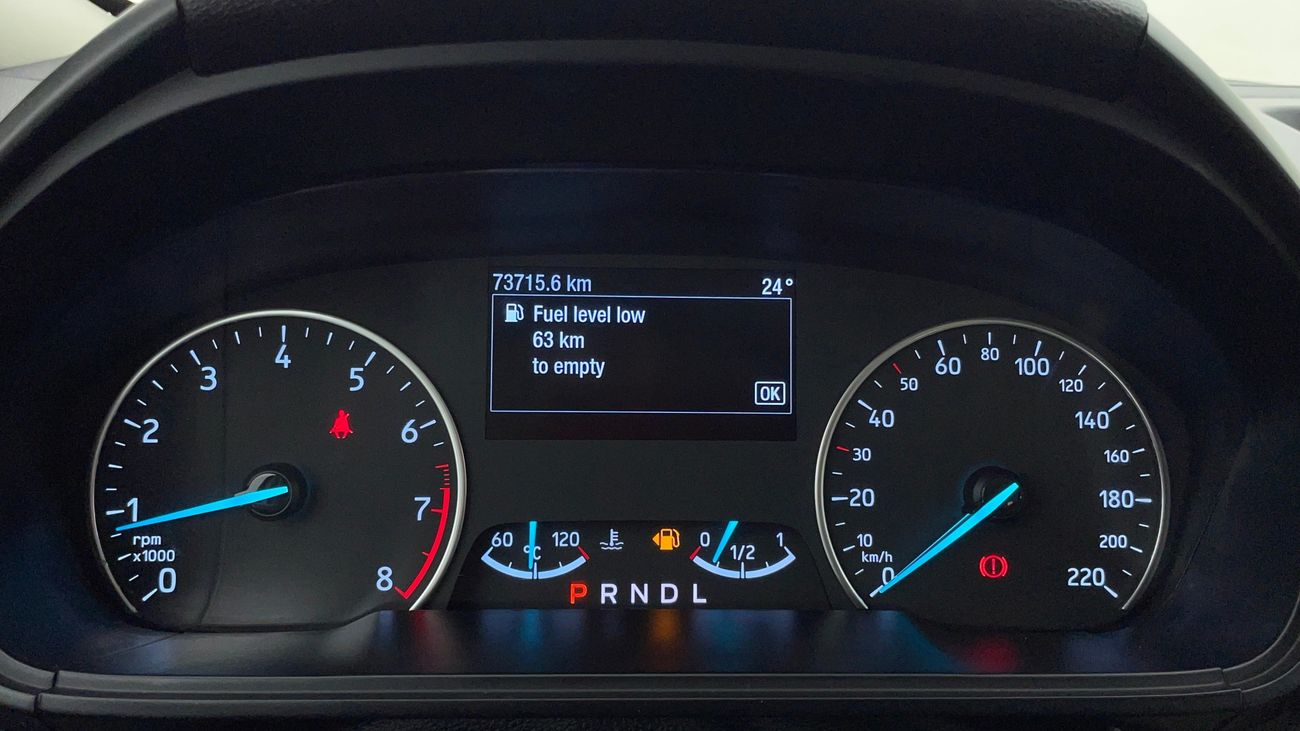 73715.6 km 24°
Fuel level low
63 km
to empty
OK
0 1 2 3 4 5 6 7 8
rpm
x1000
60 °C 120
0 1/2 1
P R N D L
0 10 20 30 40 50 60 80 100 120 140 160 180 200 220
km/h